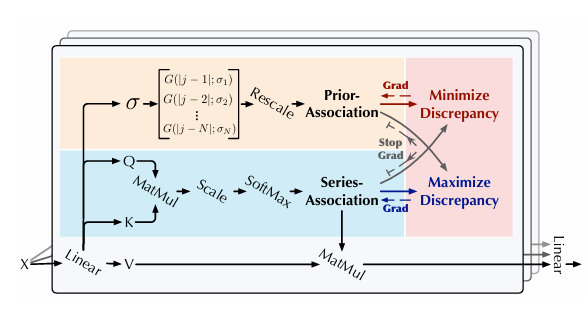 G(|j − 1|; σ₁)
G(|j − 2|; σ₂)
⋮
G(|j − N|; σ_N)
σ
Rescale
Prior-
Association
Grad
Minimize
Discrepancy
Stop
Grad
Q
MatMul
K
Scale
SoftMax
Series-
Association
Grad
Maximize
Discrepancy
X
Linear
V
MatMul
Linear